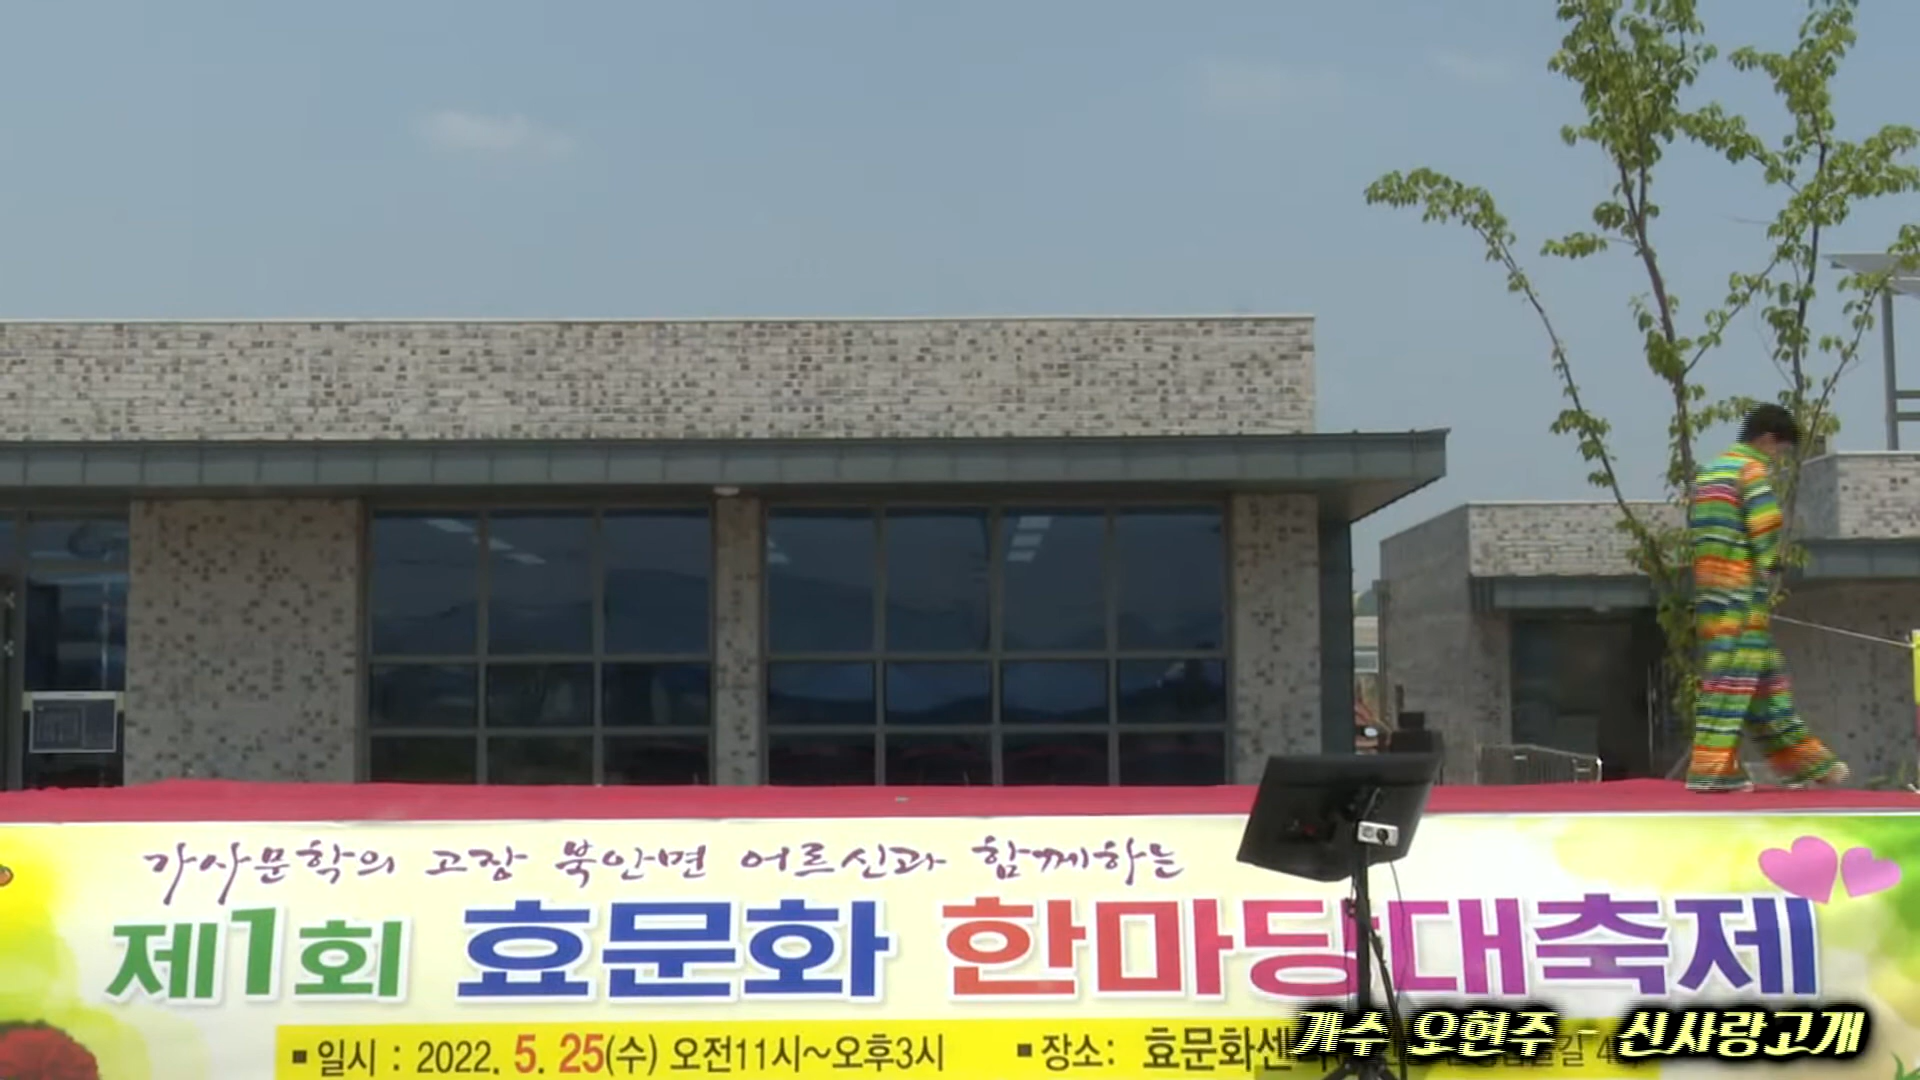 가사문학의 고장 북안면 어르신과 함께하는
제1회 효문화 한마당대축제
▪일시 : 2022. 5. 25(수) 오전11시~오후3시 ▪장소: 효문화센
가수 오현주 - 신사랑고개